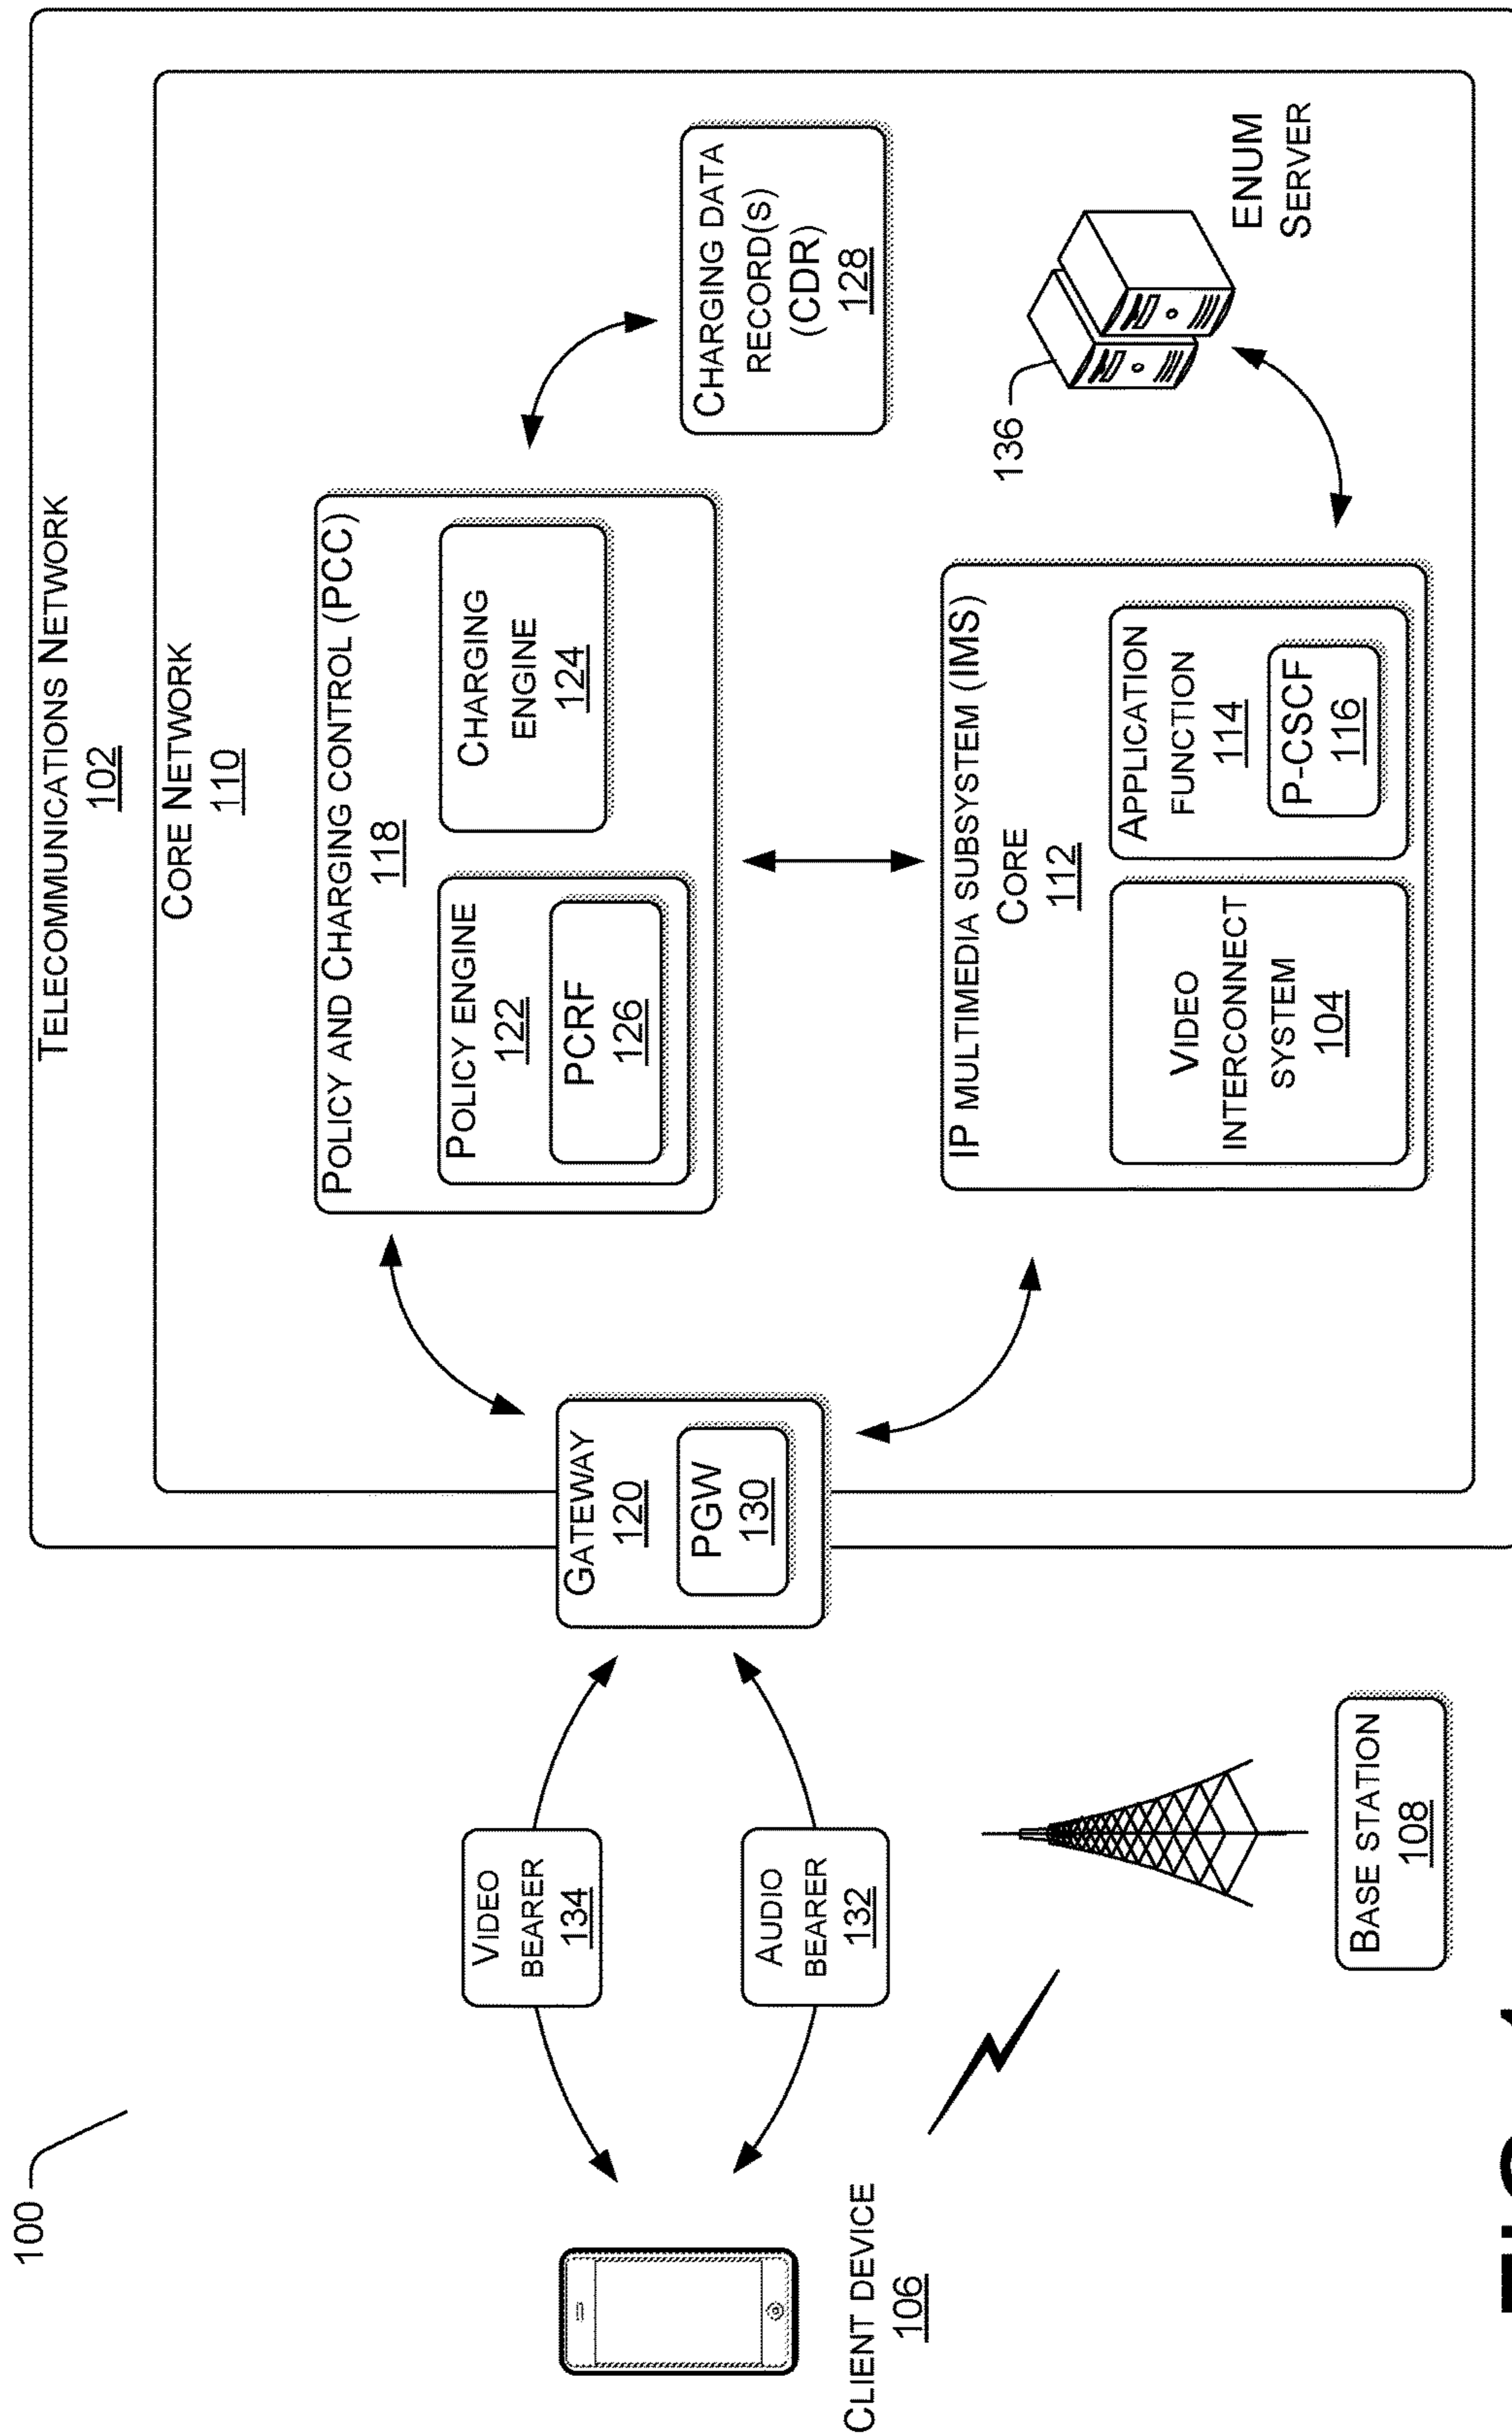 100
TELECOMMUNICATIONS NETWORK
102
CORE NETWORK
110
POLICY AND CHARGING CONTROL (PCC)
118
POLICY ENGINE
122
PCRF
126
CHARGING
ENGINE
124
CHARGING DATA
RECORD(S)
(CDR)
128
GATEWAY
120
PGW
130
VIDEO
BEARER
134
AUDIO
BEARER
132
CLIENT DEVICE
106
BASE STATION
108
IP MULTIMEDIA SUBSYSTEM (IMS)
CORE
112
VIDEO
INTERCONNECT
SYSTEM
104
APPLICATION
FUNCTION
114
P-CSCF
116
136
ENUM
SERVER